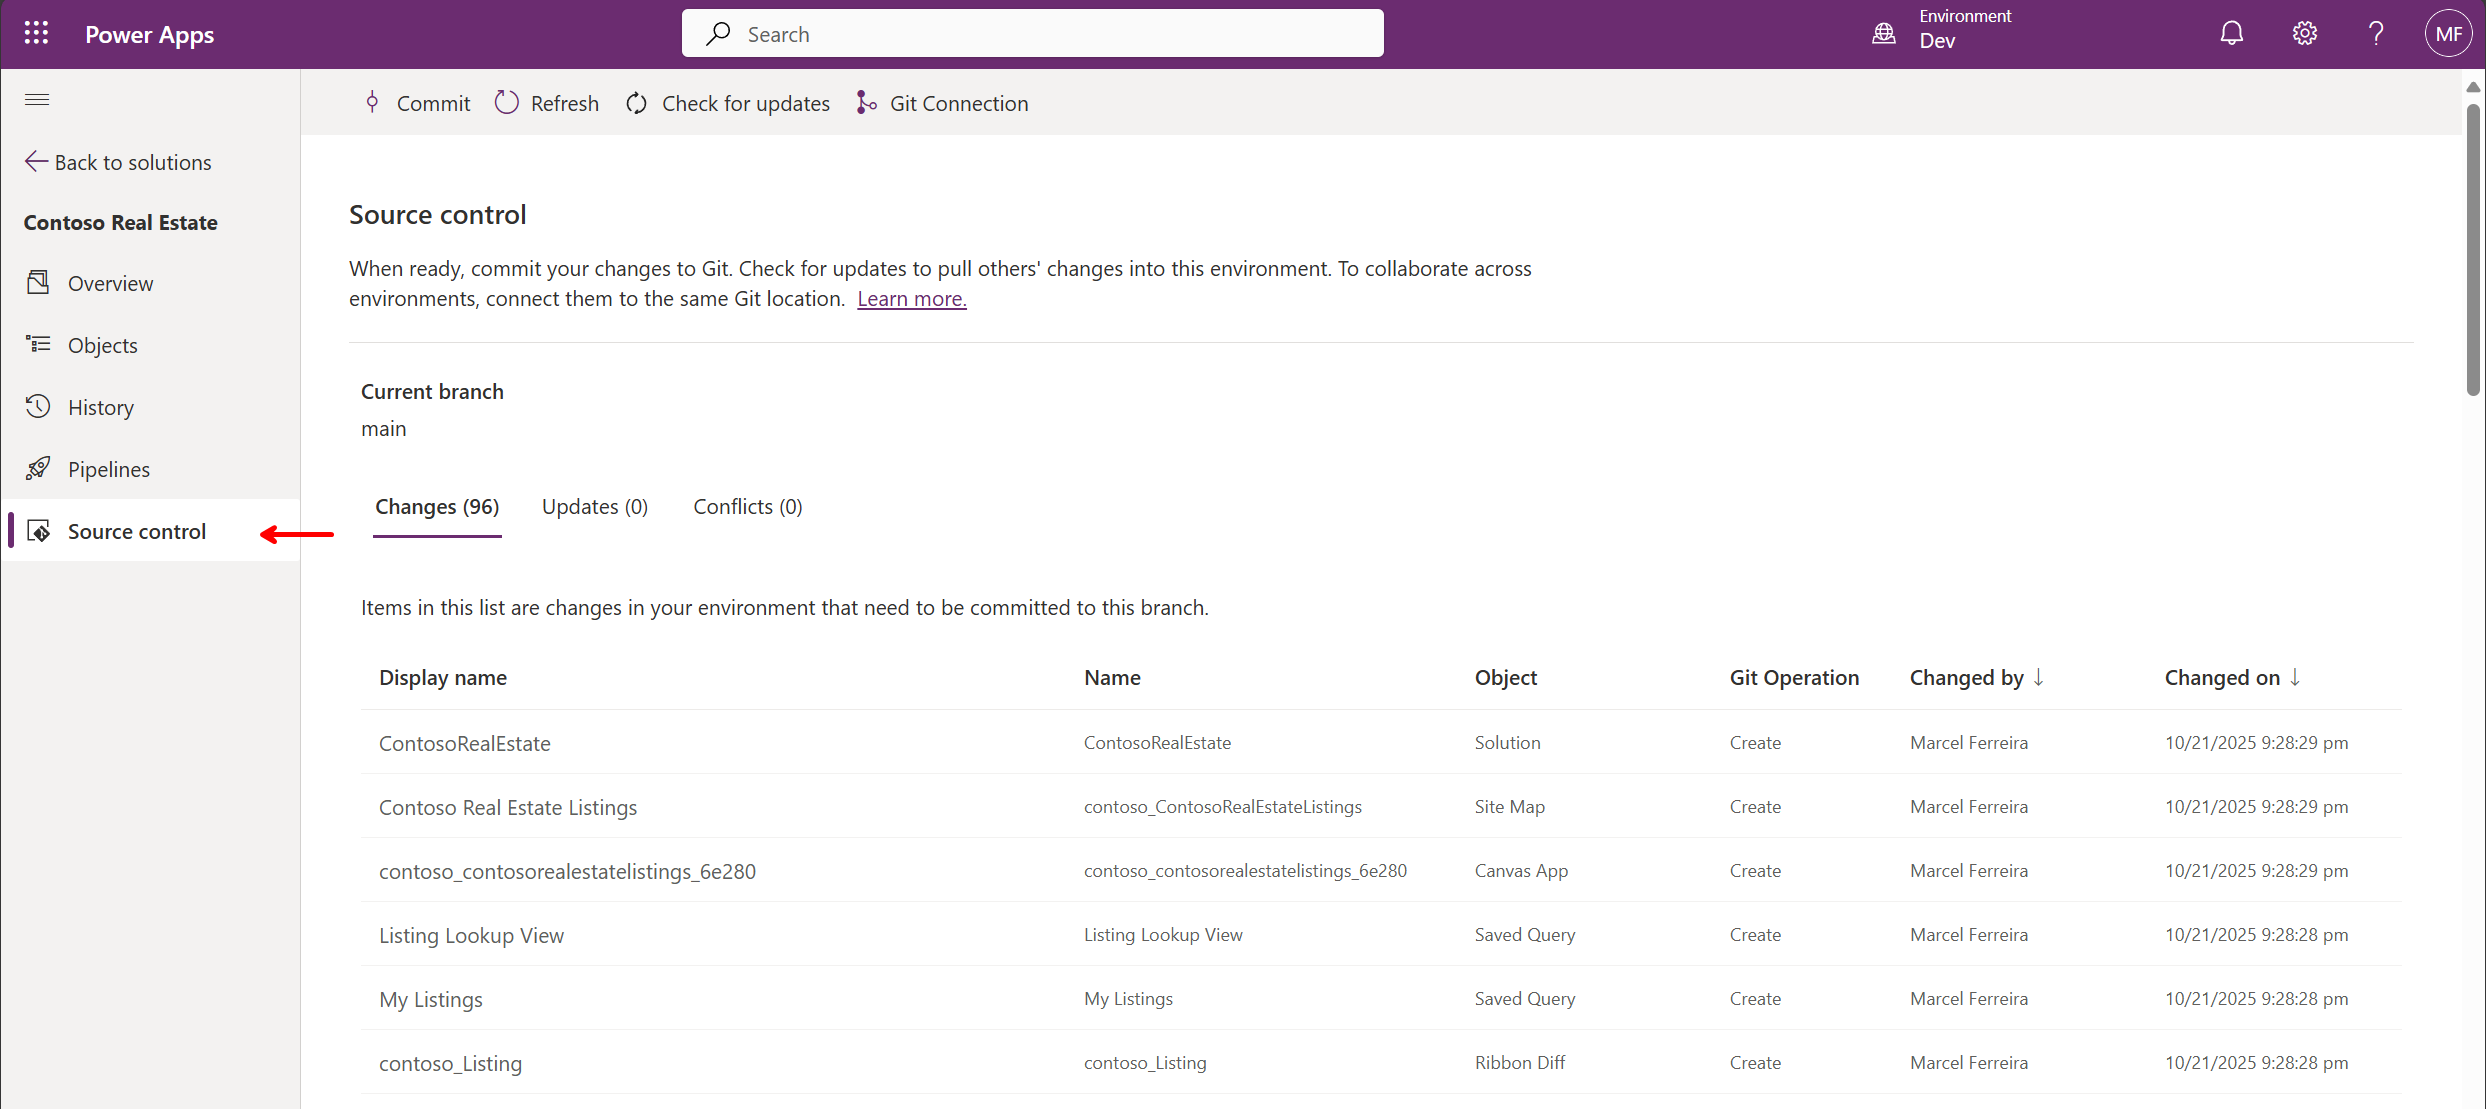 Power Apps
Search
Environment
Dev
MF
Commit
Refresh
Check for updates
Git Connection
Back to solutions
Contoso Real Estate
Overview
Objects
History
Pipelines
Source control
Source control
When ready, commit your changes to Git. Check for updates to pull others' changes into this environment. To collaborate across
environments, connect them to the same Git location. Learn more.
Current branch
main
Changes (96) Updates (0) Conflicts (0)
Items in this list are changes in your environment that need to be committed to this branch.
Display name Name Object Git Operation Changed by ↓ Changed on ↓
ContosoRealEstate ContosoRealEstate Solution Create Marcel Ferreira 10/21/2025 9:28:29 pm
Contoso Real Estate Listings contoso_ContosoRealEstateListings Site Map Create Marcel Ferreira 10/21/2025 9:28:29 pm
contoso_contosorealestatelistings_6e280 contoso_contosorealestatelistings_6e280 Canvas App Create Marcel Ferreira 10/21/2025 9:28:29 pm
Listing Lookup View Listing Lookup View Saved Query Create Marcel Ferreira 10/21/2025 9:28:28 pm
My Listings My Listings Saved Query Create Marcel Ferreira 10/21/2025 9:28:28 pm
contoso_Listing contoso_Listing Ribbon Diff Create Marcel Ferreira 10/21/2025 9:28:28 pm